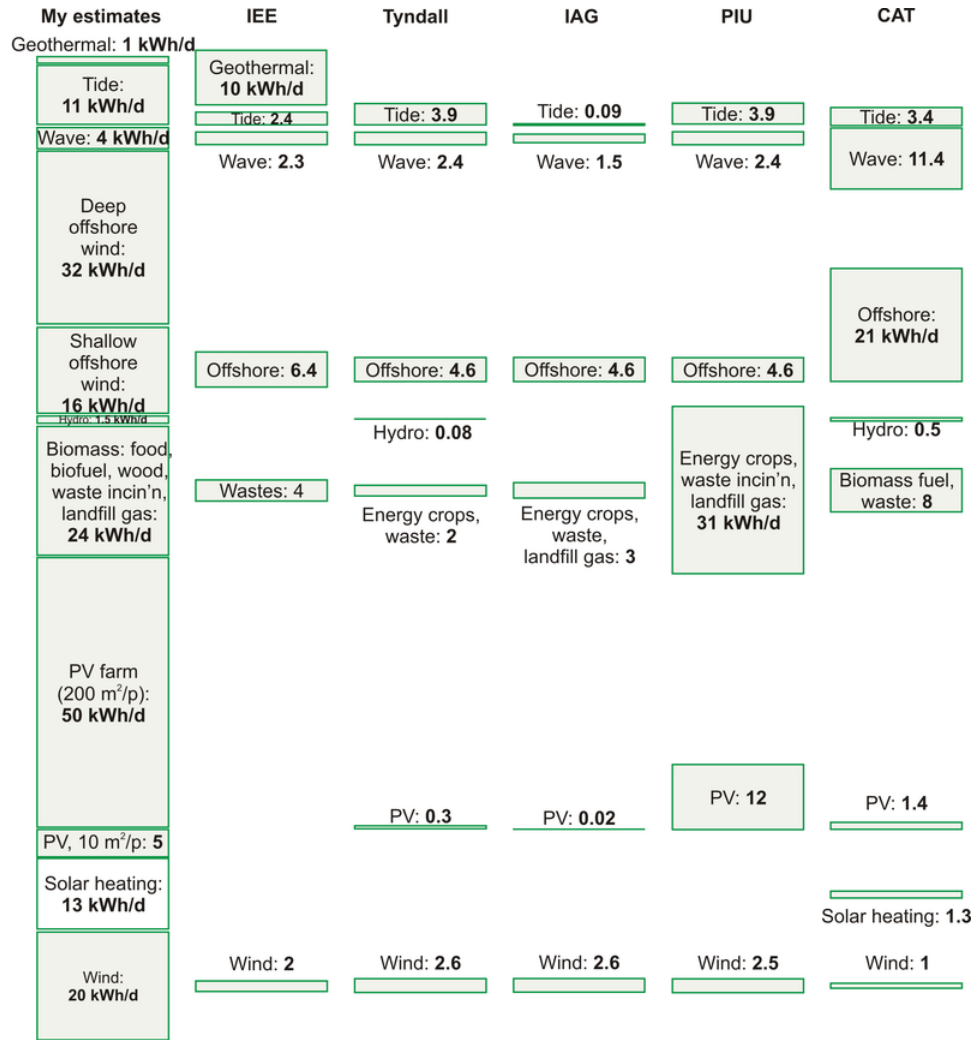 My estimates
Geothermal: 1 kWh/d
Tide:
11 kWh/d
Wave: 4 kWh/d
Deep
offshore
wind:
32 kWh/d
Shallow
offshore
wind:
16 kWh/d
Hydro: 1.5 kWh/d
Biomass: food,
biofuel, wood,
waste incin’n,
landfill gas:
24 kWh/d
PV farm
(200 m²/p):
50 kWh/d
PV, 10 m²/p: 5
Solar heating:
13 kWh/d
Wind:
20 kWh/d
IEE
Geothermal:
10 kWh/d
Tide: 2.4
Wave: 2.3
Offshore: 6.4
Wastes: 4
Wind: 2
Tyndall
Tide: 3.9
Wave: 2.4
Offshore: 4.6
Hydro: 0.08
Energy crops,
waste: 2
PV: 0.3
Wind: 2.6
IAG
Tide: 0.09
Wave: 1.5
Offshore: 4.6
Energy crops,
waste,
landfill gas: 3
PV: 0.02
Wind: 2.6
PIU
Tide: 3.9
Wave: 2.4
Offshore: 4.6
Energy crops,
waste incin’n,
landfill gas:
31 kWh/d
PV: 12
Wind: 2.5
CAT
Tide: 3.4
Wave: 11.4
Offshore:
21 kWh/d
Hydro: 0.5
Biomass fuel,
waste: 8
PV: 1.4
Solar heating: 1.3
Wind: 1